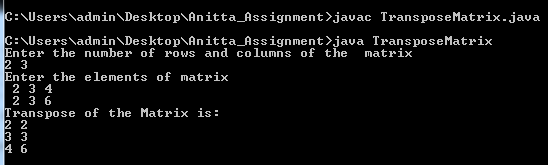 C:\Users\admin\Desktop\Anitta_Assignment>javac TransposeMatrix.java
C:\Users\admin\Desktop\Anitta_Assignment>java TransposeMatrix
Enter the number of rows and columns of the  matrix
2 3
Enter the elements of matrix
 2 3 4
 2 3 6
Transpose of the Matrix is:
2 2
3 3
4 6